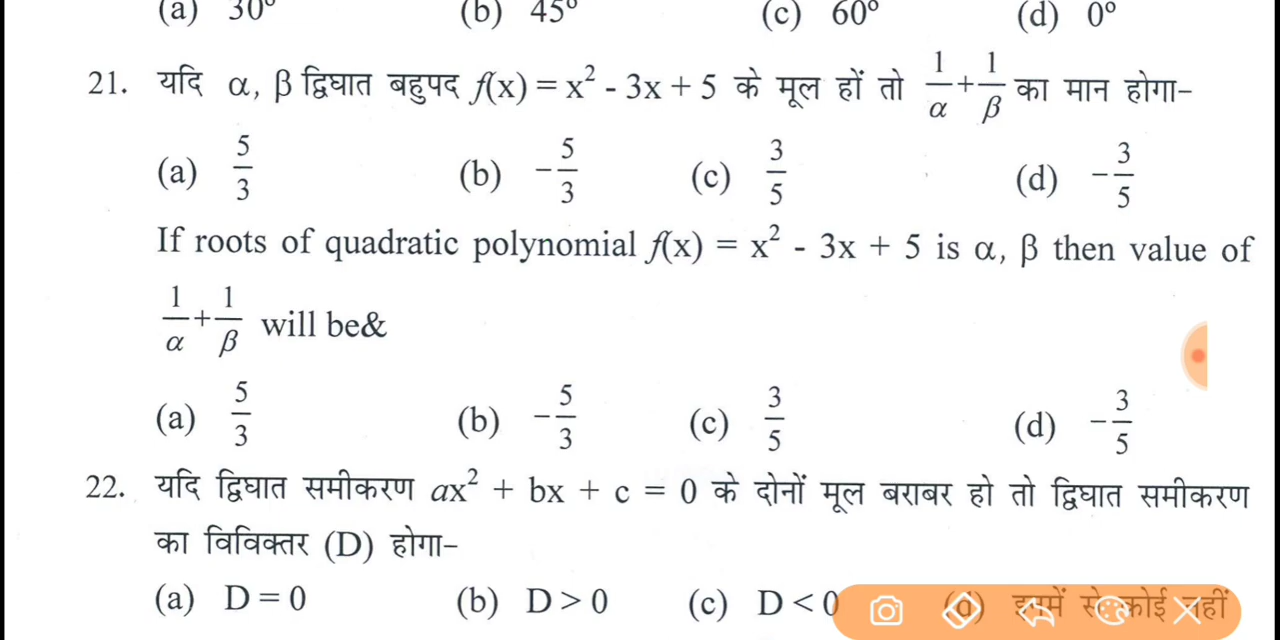 (a) 30° (b) 45° (c) 60° (d) 0°
21. यदि α, β द्विघात बहुपद f(x) = x² - 3x + 5 के मूल हों तो 1/α + 1/β का मान होगा-
(a) 5/3 (b) -5/3 (c) 3/5 (d) -3/5
If roots of quadratic polynomial f(x) = x² - 3x + 5 is α, β then value of
1/α + 1/β will be&
(a) 5/3 (b) -5/3 (c) 3/5 (d) -3/5
22. यदि द्विघात समीकरण ax² + bx + c = 0 के दोनों मूल बराबर हो तो द्विघात समीकरण
का विविक्तर (D) होगा-
(a) D = 0 (b) D > 0 (c) D < 0 (d) इनमें से कोई नहीं